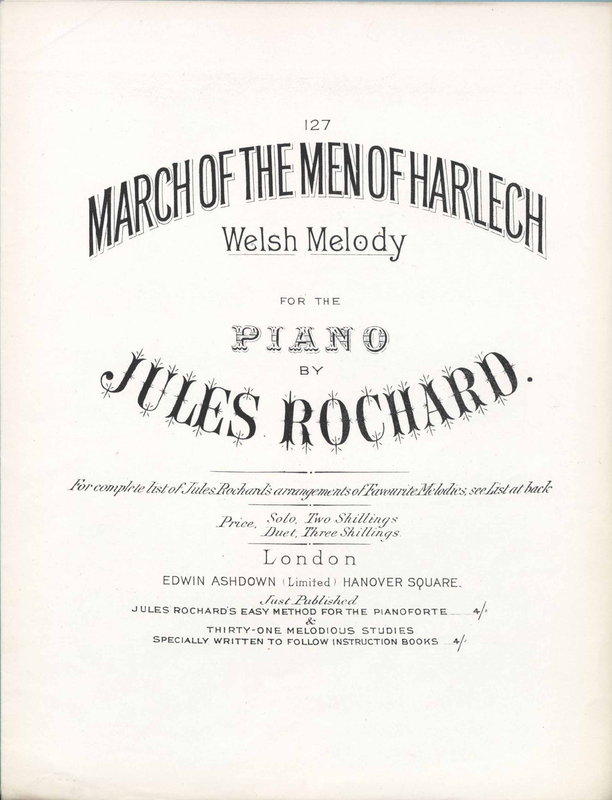 127
MARCH OF THE MEN OF HARLECH
Welsh Melody
FOR THE
PIANO
BY
JULES ROCHARD.
For complete list of Jules Rochard's arrangements of Favourite Melodies, see List at back
Price, Solo, Two Shillings
Duet, Three Shillings
London
EDWIN ASHDOWN (Limited) HANOVER SQUARE.
Just Published
JULES ROCHARD'S EASY METHOD FOR THE PIANOFORTE 4/-
&
THIRTY-ONE MELODIOUS STUDIES
SPECIALLY WRITTEN TO FOLLOW INSTRUCTION BOOKS 4/-